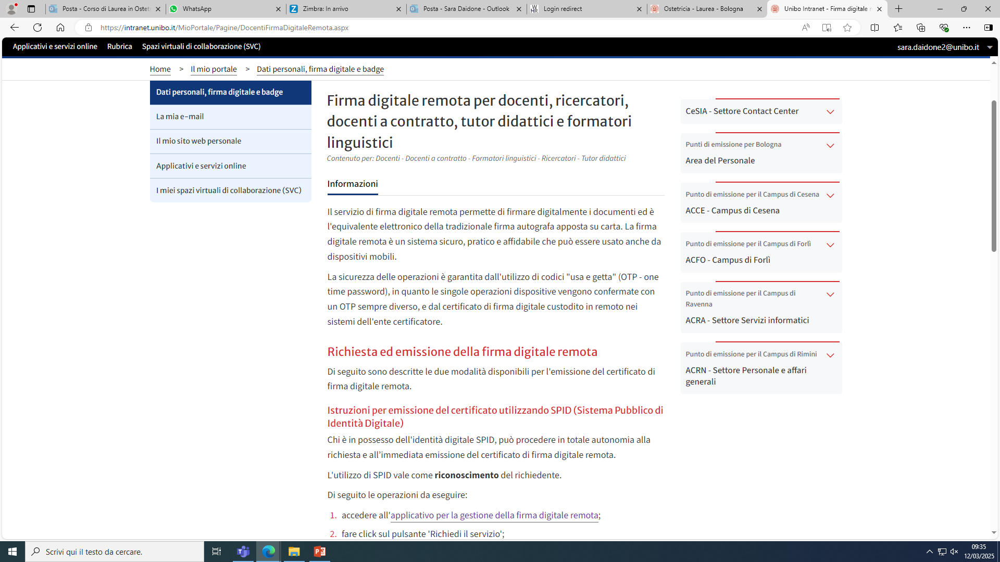 Posta - Corso di Laurea in Ostet
WhatsApp
Zimbra: In arrivo
Posta - Sara Daidone - Outlook
Login redirect
Ostetricia - Laurea - Bologna
Unibo Intranet - Firma digitale r
https://intranet.unibo.it/MioPortale/Pagine/DocentiFirmaDigitaleRemota.aspx
Applicativi e servizi online
Rubrica
Spazi virtuali di collaborazione (SVC)
sara.daidone2@unibo.it
Home > Il mio portale > Dati personali, firma digitale e badge
Dati personali, firma digitale e badge
La mia e-mail
Il mio sito web personale
Applicativi e servizi online
I miei spazi virtuali di collaborazione (SVC)
Firma digitale remota per docenti, ricercatori,
docenti a contratto, tutor didattici e formatori
linguistici
Contenuto per: Docenti - Docenti a contratto - Formatori linguistici - Ricercatori - Tutor didattici
Informazioni
Il servizio di firma digitale remota permette di firmare digitalmente i documenti ed è
l'equivalente elettronico della tradizionale firma autografa apposta su carta. La firma
digitale remota è un sistema sicuro, pratico e affidabile che può essere usato anche da
dispositivi mobili.
La sicurezza delle operazioni è garantita dall'utilizzo di codici "usa e getta" (OTP - one
time password), in quanto le singole operazioni dispositive vengono confermate con
un OTP sempre diverso, e dal certificato di firma digitale custodito in remoto nei
sistemi dell'ente certificatore.
Richiesta ed emissione della firma digitale remota
Di seguito sono descritte le due modalità disponibili per l'emissione del certificato di
firma digitale remota.
Istruzioni per emissione del certificato utilizzando SPID (Sistema Pubblico di
Identità Digitale)
Chi è in possesso dell'identità digitale SPID, può procedere in totale autonomia alla
richiesta e all’immediata emissione del certificato di firma digitale remota.
L'utilizzo di SPID vale come riconoscimento del richiedente.
Di seguito le operazioni da eseguire:
1. accedere all'applicativo per la gestione della firma digitale remota;
2. fare click sul pulsante 'Richiedi il servizio';
CeSIA - Settore Contact Center
Punti di emissione per Bologna
Area del Personale
Punto di emissione per il Campus di Cesena
ACCE - Campus di Cesena
Punto di emissione per il Campus di Forlì
ACFO - Campus di Forlì
Punto di emissione per il Campus di
Ravenna
ACRA - Settore Servizi informatici
Punto di emissione per il Campus di Rimini
ACRN - Settore Personale e affari
generali
Scrivi qui il testo da cercare.
09:35
12/03/2025